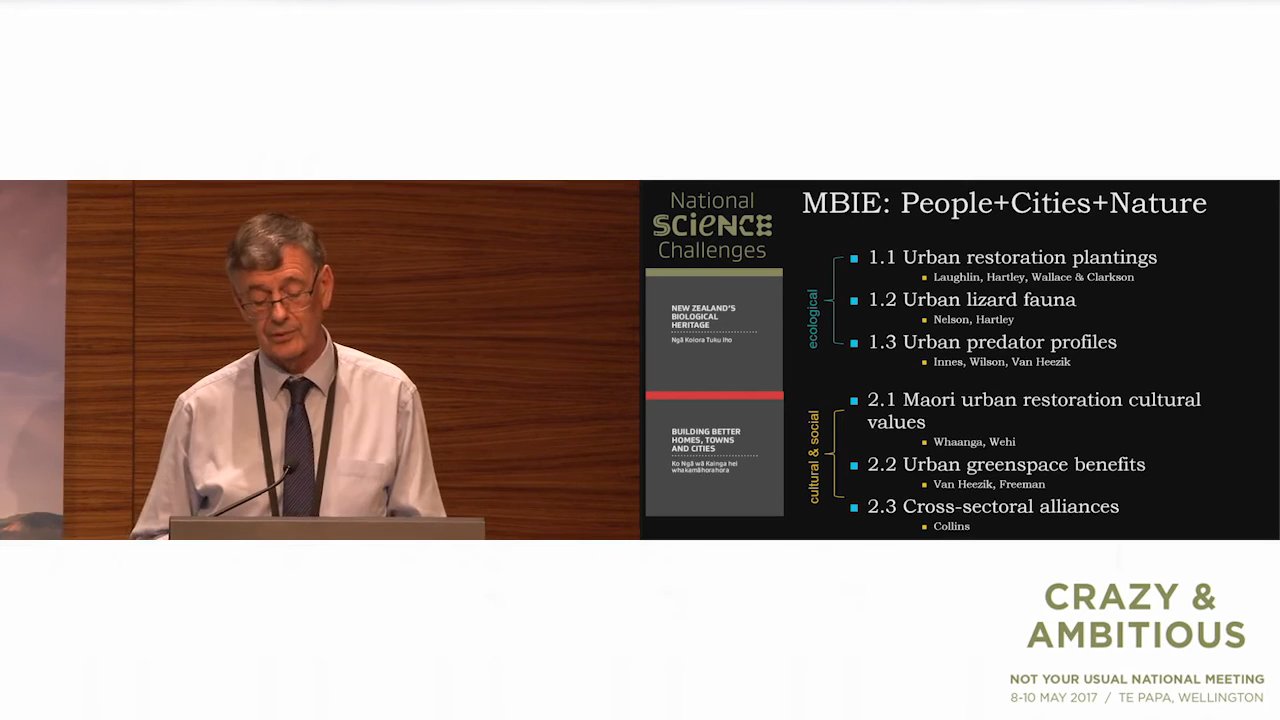 National
SCIENCE
Challenges
NEW ZEALAND'S
BIOLOGICAL
HERITAGE
Ngā Koiora Tuku Iho
BUILDING BETTER
HOMES, TOWNS
AND CITIES
Ko Ngā wā Kainga hei
whakamāhorahora
MBIE: People+Cities+Nature
ecological
1.1 Urban restoration plantings
Laughlin, Hartley, Wallace & Clarkson
1.2 Urban lizard fauna
Nelson, Hartley
1.3 Urban predator profiles
Innes, Wilson, Van Heezik
cultural & social
2.1 Maori urban restoration cultural
values
Whaanga, Wehi
2.2 Urban greenspace benefits
Van Heezik, Freeman
2.3 Cross-sectoral alliances
Collins
CRAZY &
AMBITIOUS
NOT YOUR USUAL NATIONAL MEETING
8-10 MAY 2017 / TE PAPA, WELLINGTON